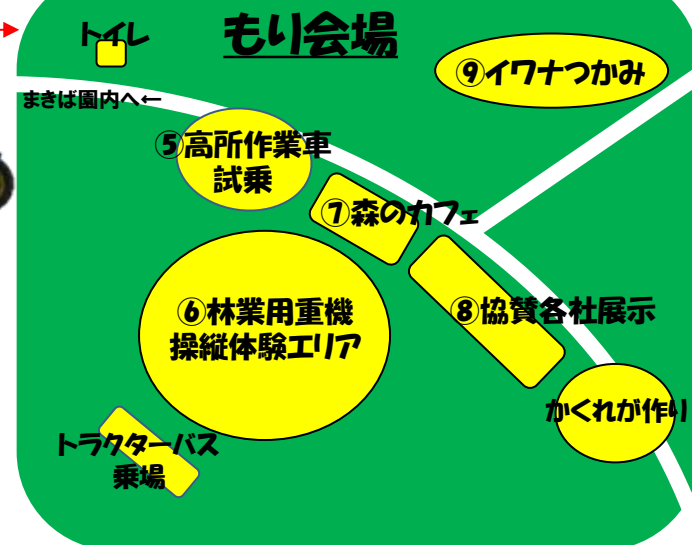 トイレ
もり会場
⑨イワナつかみ
まきば園内へ←
⑤高所作業車
試乗
⑦森のカフェ
⑥林業用重機
操縦体験エリア
⑧協賛各社展示
かくれが作り
トラクターバス
乗場